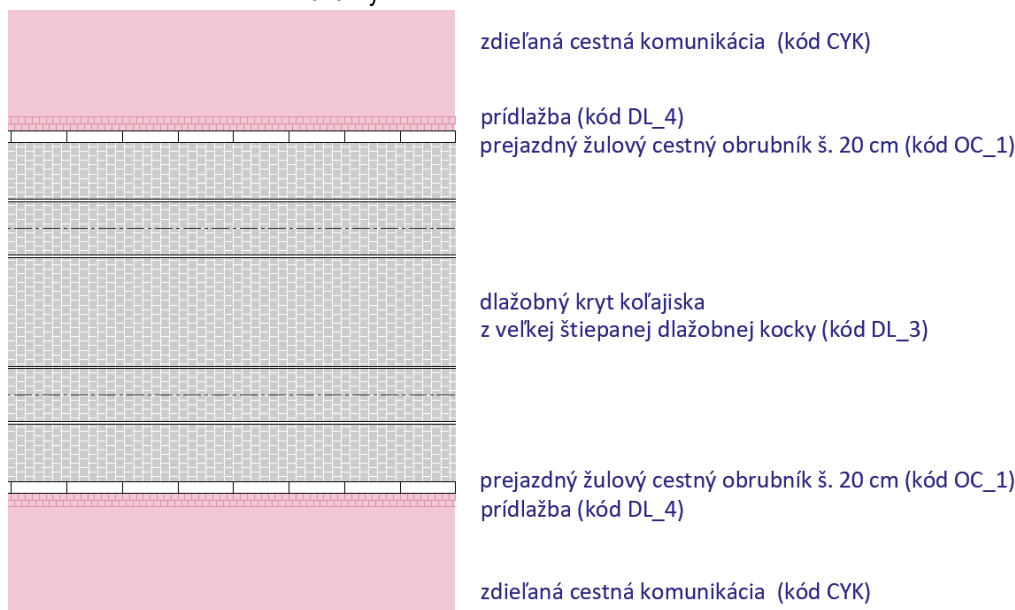 zdieľaná cestná komunikácia (kód CYK)
prídlažba (kód DL_4)
prejazdný žulový cestný obrubník š. 20 cm (kód OC_1)
dlažobný kryt koľajiska
z veľkej štiepanej dlažobnej kocky (kód DL_3)
prejazdný žulový cestný obrubník š. 20 cm (kód OC_1)
prídlažba (kód DL_4)
zdieľaná cestná komunikácia (kód CYK)